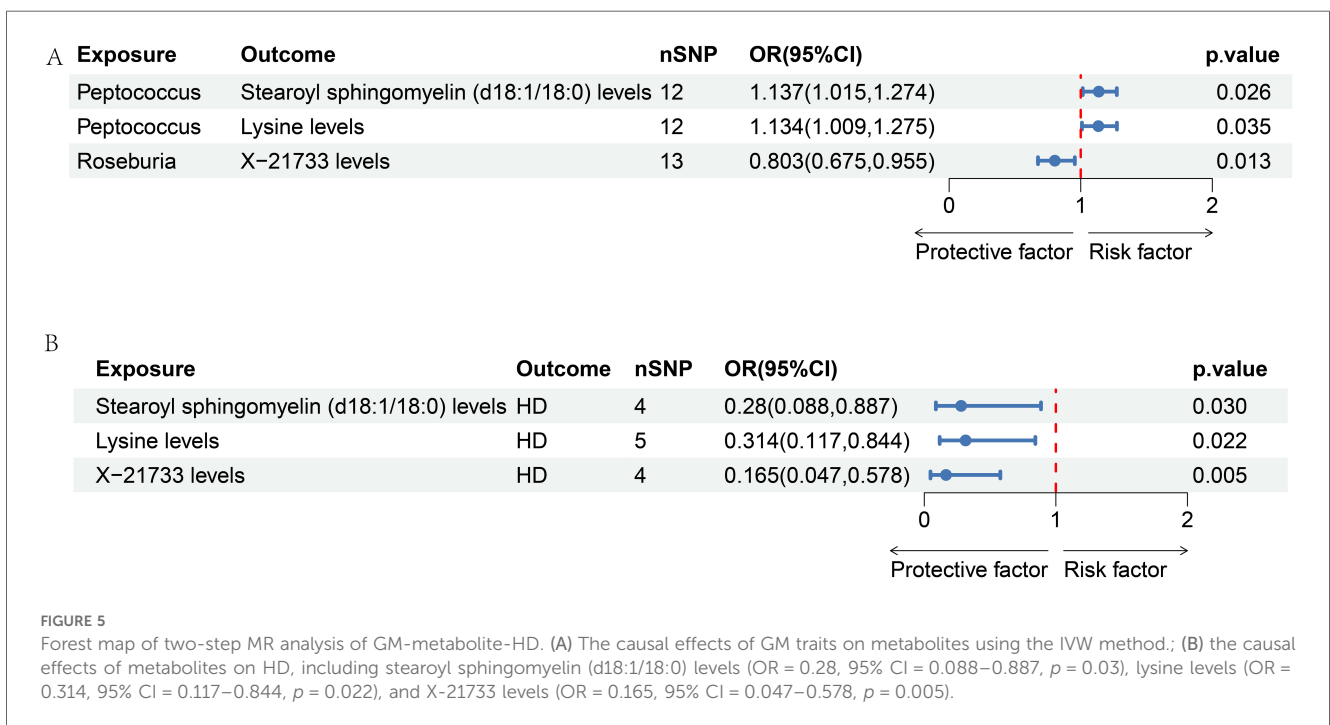 A Exposure Outcome nSNP OR(95%CI) p.value
Peptococcus Stearoyl sphingomyelin (d18:1/18:0) levels 12 1.137(1.015,1.274) 0.026
Peptococcus Lysine levels 12 1.134(1.009,1.275) 0.035
Roseburia X−21733 levels 13 0.803(0.675,0.955) 0.013
0 1 2
Protective factor Risk factor
B
Exposure Outcome nSNP OR(95%CI) p.value
Stearoyl sphingomyelin (d18:1/18:0) levels HD 4 0.28(0.088,0.887) 0.030
Lysine levels HD 5 0.314(0.117,0.844) 0.022
X−21733 levels HD 4 0.165(0.047,0.578) 0.005
0 1 2
Protective factor Risk factor
FIGURE 5
Forest map of two-step MR analysis of GM-metabolite-HD. (A) The causal effects of GM traits on metabolites using the IVW method.; (B) the causal
effects of metabolites on HD, including stearoyl sphingomyelin (d18:1/18:0) levels (OR = 0.28, 95% CI = 0.088–0.887, p = 0.03), lysine levels (OR =
0.314, 95% CI = 0.117–0.844, p = 0.022), and X-21733 levels (OR = 0.165, 95% CI = 0.047–0.578, p = 0.005).